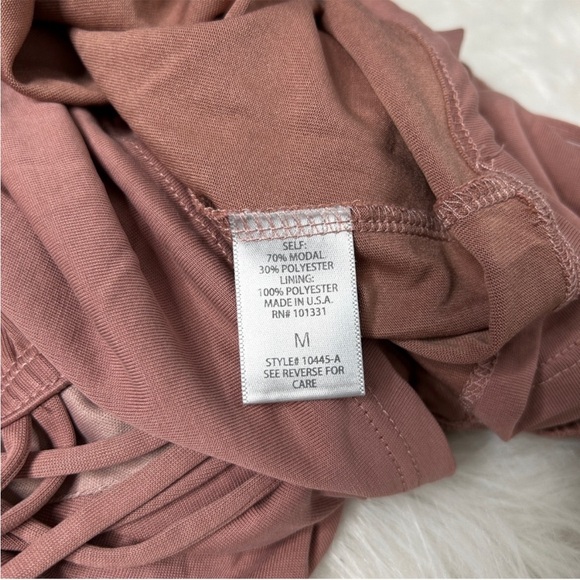 SELF:
70% MODAL
30% POLYESTER
LINING:
100% POLYESTER
MADE IN U.S.A.
RN# 101331
M
STYLE# 10445-A
SEE REVERSE FOR
CARE